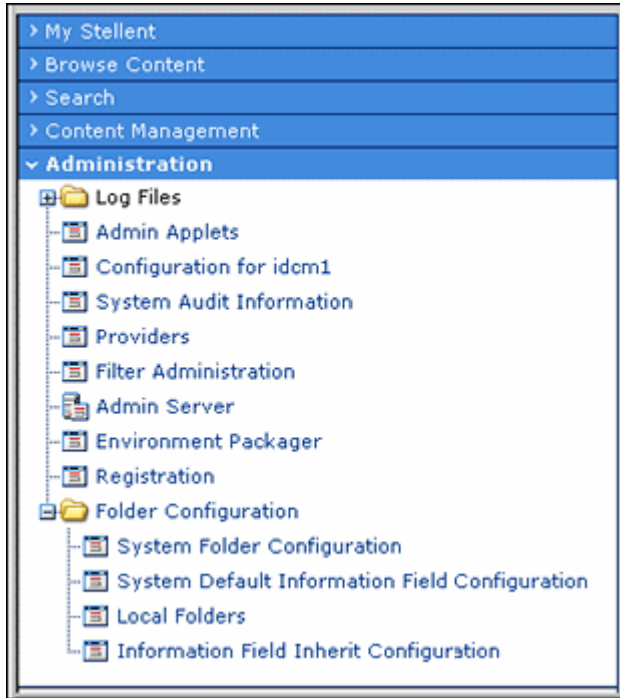 My Stellent
Browse Content
Search
Content Management
Administration
Log Files
Admin Applets
Configuration for idcm1
System Audit Information
Providers
Filter Administration
Admin Server
Environment Packager
Registration
Folder Configuration
System Folder Configuration
System Default Information Field Configuration
Local Folders
Information Field Inherit Configuration